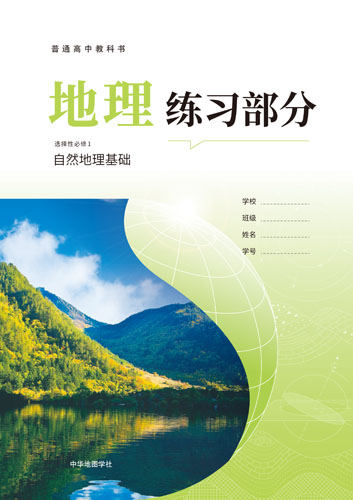 普通高中教科书
地理 练习部分
选择性必修1
自然地理基础
学校
班级
姓名
学号
中华地图学社